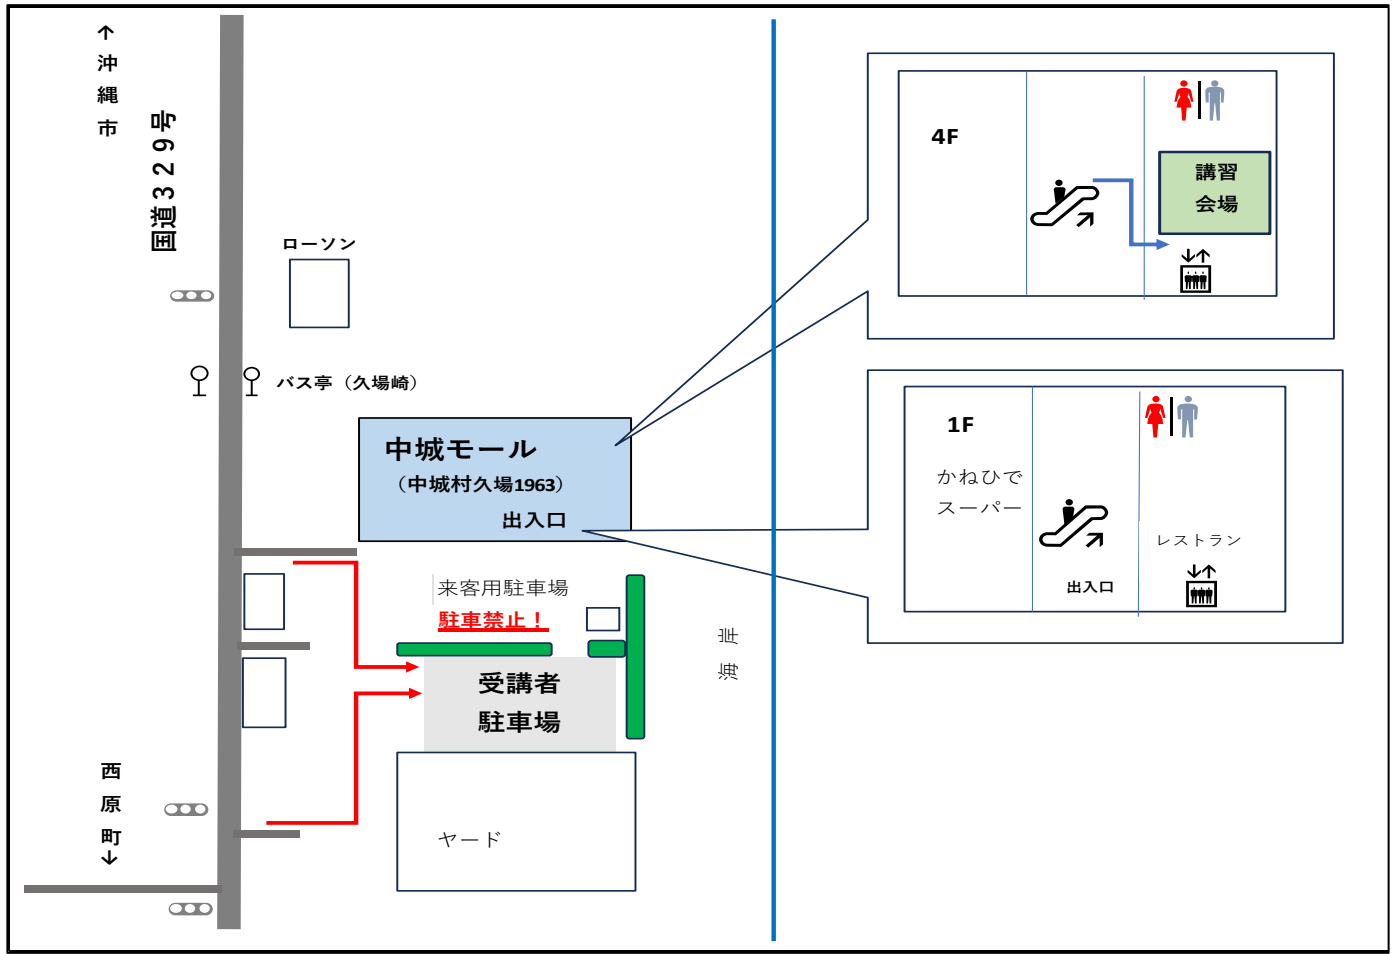 ↑沖縄市
国道３２９号
ローソン
バス亭（久場崎）
中城モール
（中城村久場1963）
出入口
来客用駐車場
駐車禁止！
受講者
駐車場
ヤード
西原町↓
海岸
4F
講習
会場
1F
かねひで
スーパー
レストラン
出入口